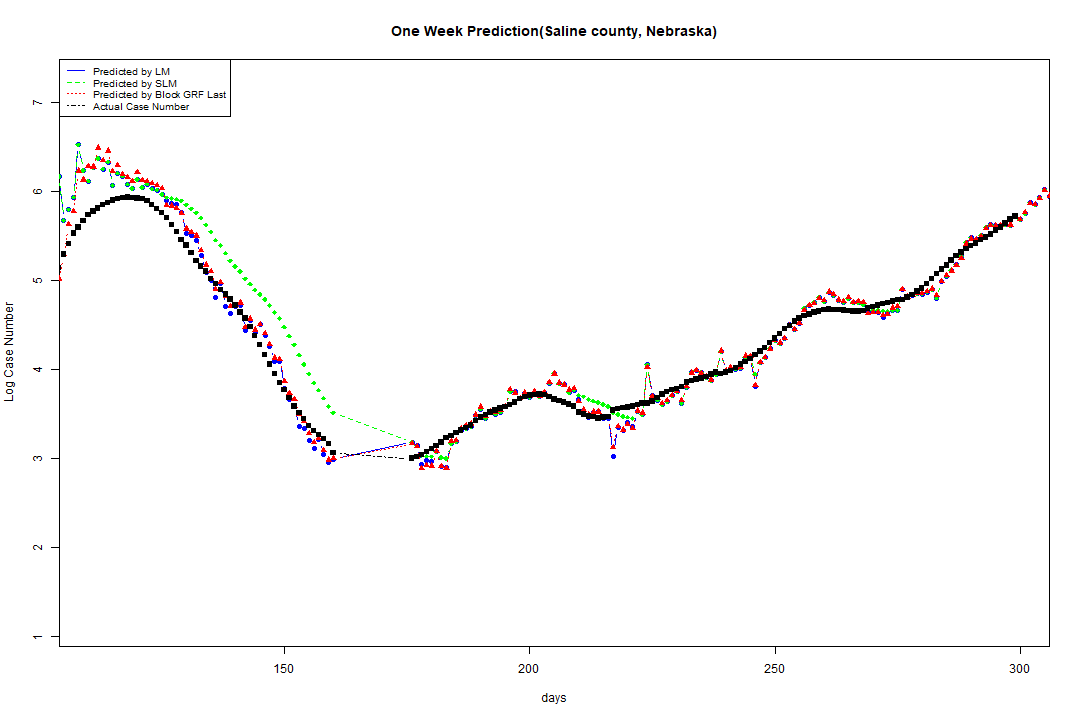 One Week Prediction(Saline county, Nebraska)
Predicted by LM
Predicted by SLM
Predicted by Block GRF Last
Actual Case Number
7
6
5
4
3
2
1
Log Case Number
150 200 250 300
days